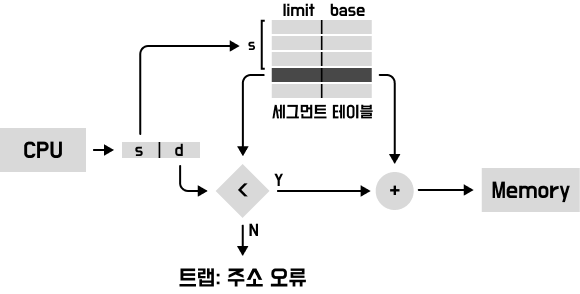 limit base
s
세그먼트 테이블
CPU
s d
<
Y
+
Memory
N
트랩: 주소 오류